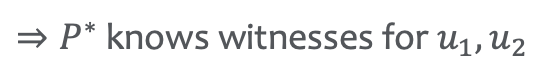 ⇒ 𝑃* knows witnesses for 𝑢₁, 𝑢₂